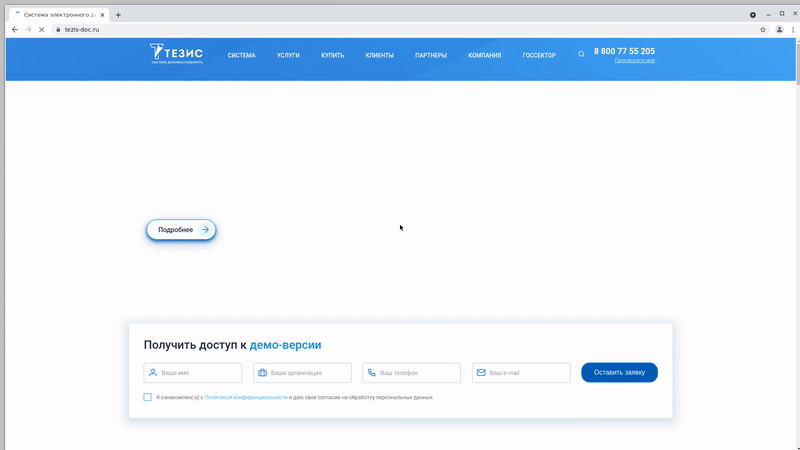 Система электронного д
tezis-doc.ru
ТЕЗИС
СИСТЕМА ДОКУМЕНТООБОРОТА
СИСТЕМА УСЛУГИ КУПИТЬ КЛИЕНТЫ ПАРТНЕРЫ КОМПАНИЯ ГОССЕКТОР
8 800 77 55 205
Перезвоните мне
Подробнее
Получить доступ к демо-версии
Ваше имя Ваша организация Ваш телефон Ваш e-mail Оставить заявку
Я ознакомлен(-а) с Политикой конфиденциальности и даю свое согласие на обработку персональных данных.